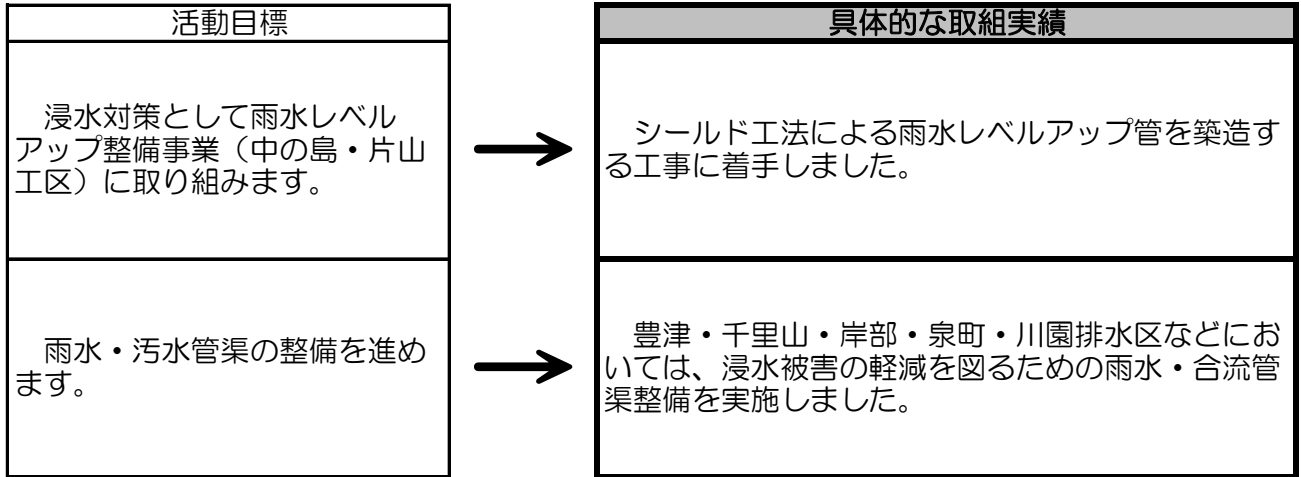 活動目標
具体的な取組実績
　浸水対策として雨水レベル
アップ整備事業（中の島・片山
工区）に取り組みます。
　シールド工法による雨水レベルアップ管を築造す
る工事に着手しました。
　雨水・汚水管渠の整備を進め
ます。
　豊津・千里山・岸部・泉町・川園排水区などにお
いては、浸水被害の軽減を図るための雨水・合流管
渠整備を実施しました。